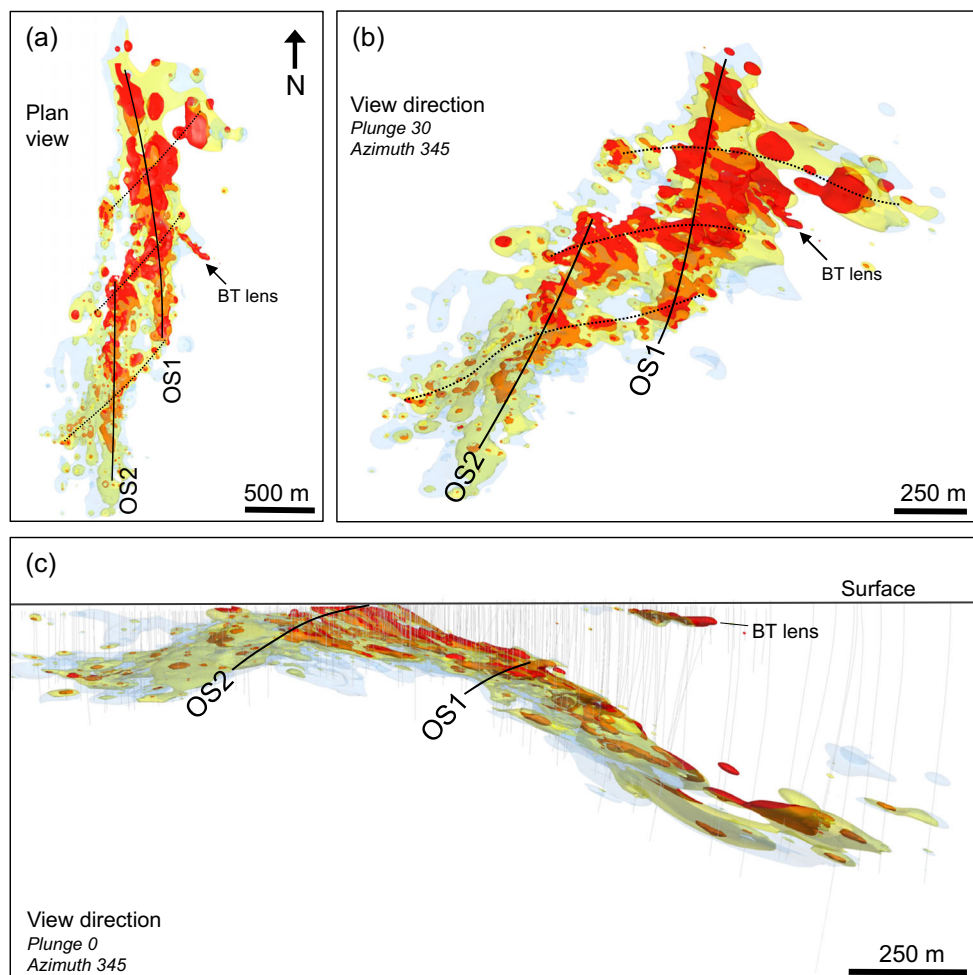 (a)
N
Plan
view
BT lens
OS1
OS2
500 m
(b)
View direction
Plunge 30
Azimuth 345
BT lens
OS1
OS2
250 m
(c)
Surface
BT lens
OS2
OS1
View direction
Plunge 0
Azimuth 345
250 m